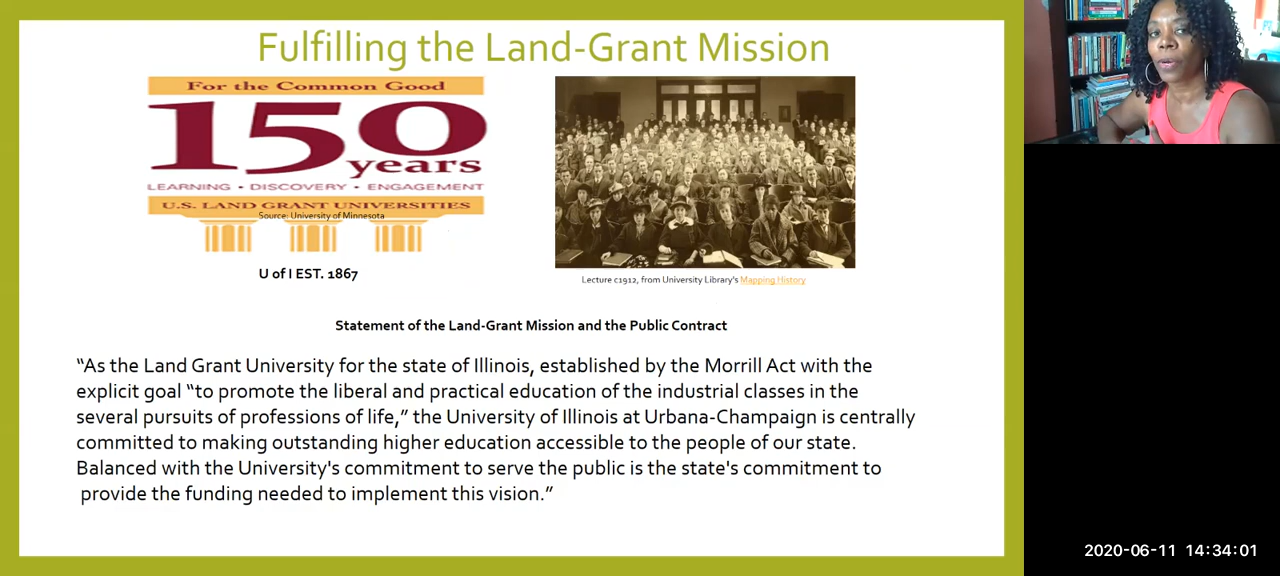 Fulfilling the Land-Grant Mission
For the Common Good
150
years
LEARNING • DISCOVERY • ENGAGEMENT
U.S. LAND GRANT UNIVERSITIES
Source: University of Minnesota
U of I EST. 1867
Lecture c1912, from University Library's Mapping History
Statement of the Land-Grant Mission and the Public Contract
“As the Land Grant University for the state of Illinois, established by the Morrill Act with the
explicit goal “to promote the liberal and practical education of the industrial classes in the
several pursuits of professions of life,” the University of Illinois at Urbana-Champaign is centrally
committed to making outstanding higher education accessible to the people of our state.
Balanced with the University's commitment to serve the public is the state's commitment to
provide the funding needed to implement this vision.”
2020-06-11 14:34:01